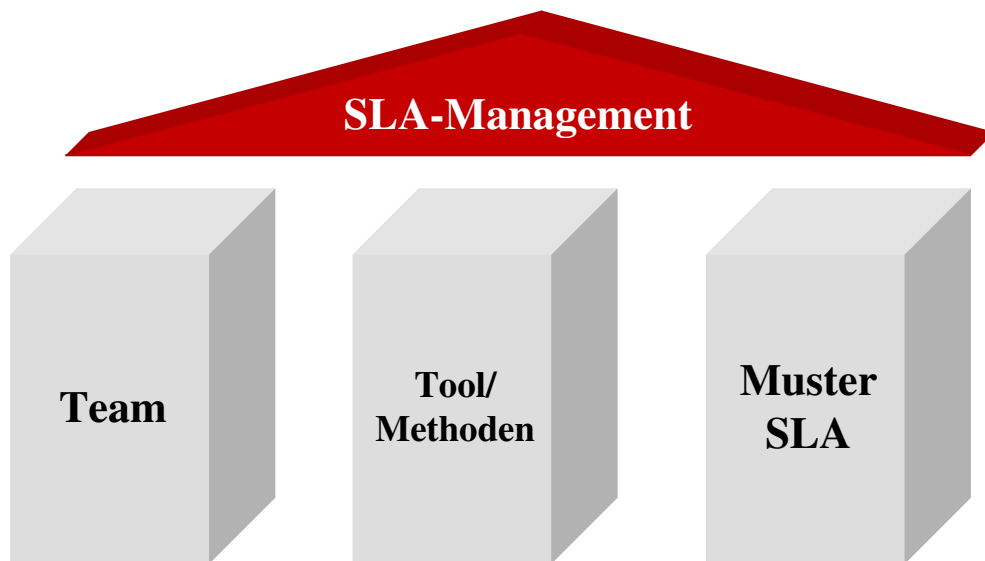 SLA-Management
Team
Tool/
Methoden
Muster
SLA